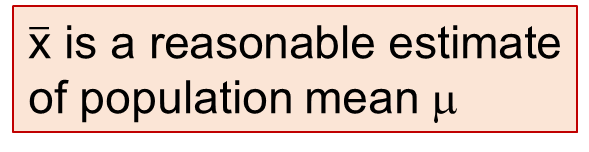 x̄ is a reasonable estimate
of population mean μ